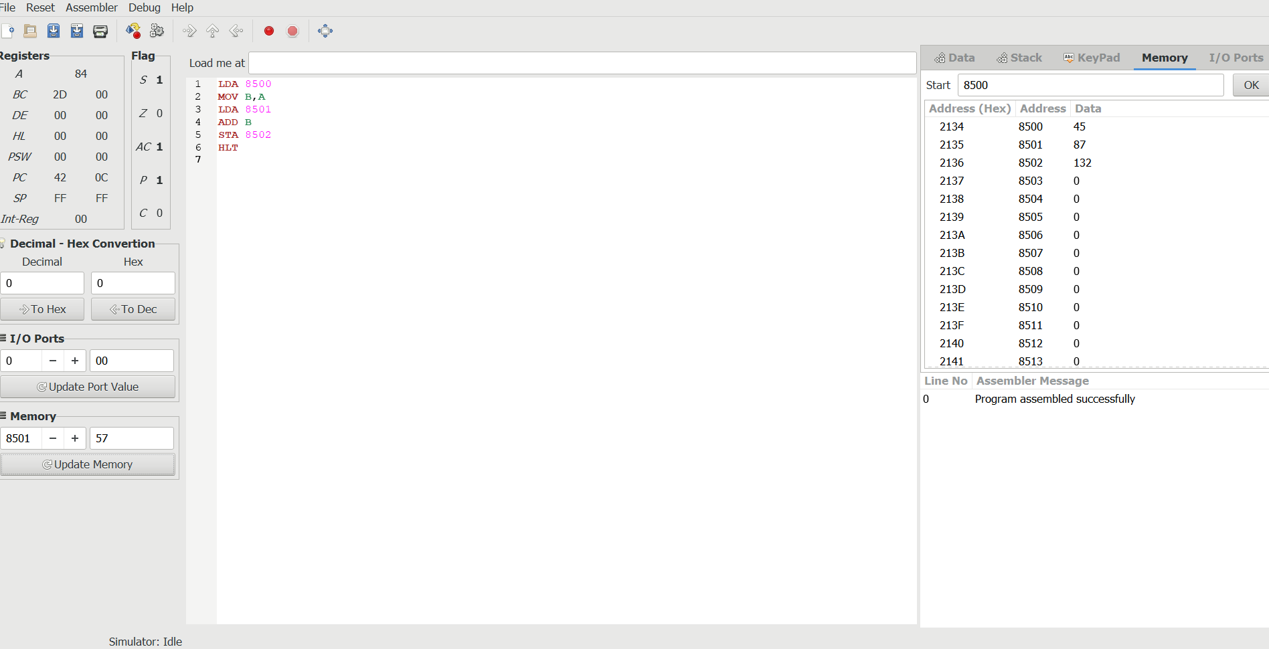 File Reset Assembler Debug Help
Registers
A 84
BC 2D 00
DE 00 00
HL 00 00
PSW 00 00
PC 42 0C
SP FF FF
Int-Reg 00
Flag
S 1
Z 0
AC 1
P 1
C 0
Decimal - Hex Convertion
Decimal Hex
0 0
To Hex To Dec
I/O Ports
0 − + 00
Update Port Value
Memory
8501 − + 57
Update Memory
Load me at
1 LDA 8500
2 MOV B,A
3 LDA 8501
4 ADD B
5 STA 8502
6 HLT
7
Data Stack KeyPad Memory I/O Ports
Start 8500 OK
Address (Hex) Address Data
2134 8500 45
2135 8501 87
2136 8502 132
2137 8503 0
2138 8504 0
2139 8505 0
213A 8506 0
213B 8507 0
213C 8508 0
213D 8509 0
213E 8510 0
213F 8511 0
2140 8512 0
2141 8513 0
Line No Assembler Message
0 Program assembled successfully
Simulator: Idle